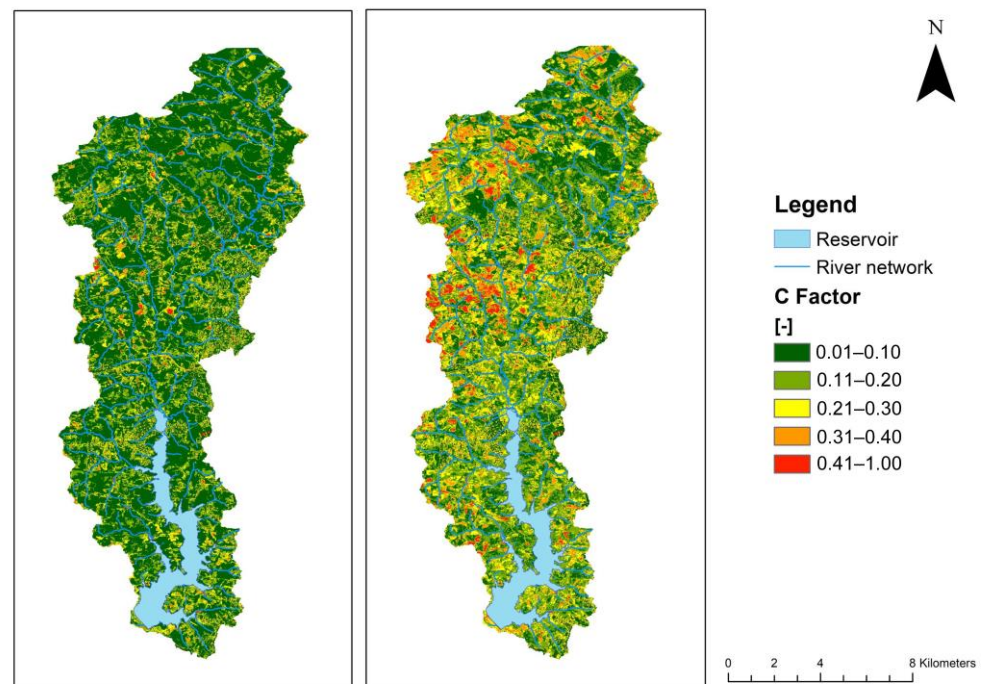 N
Legend
Reservoir
River network
C Factor
[-]
0.01–0.10
0.11–0.20
0.21–0.30
0.31–0.40
0.41–1.00
0 2 4 8 Kilometers